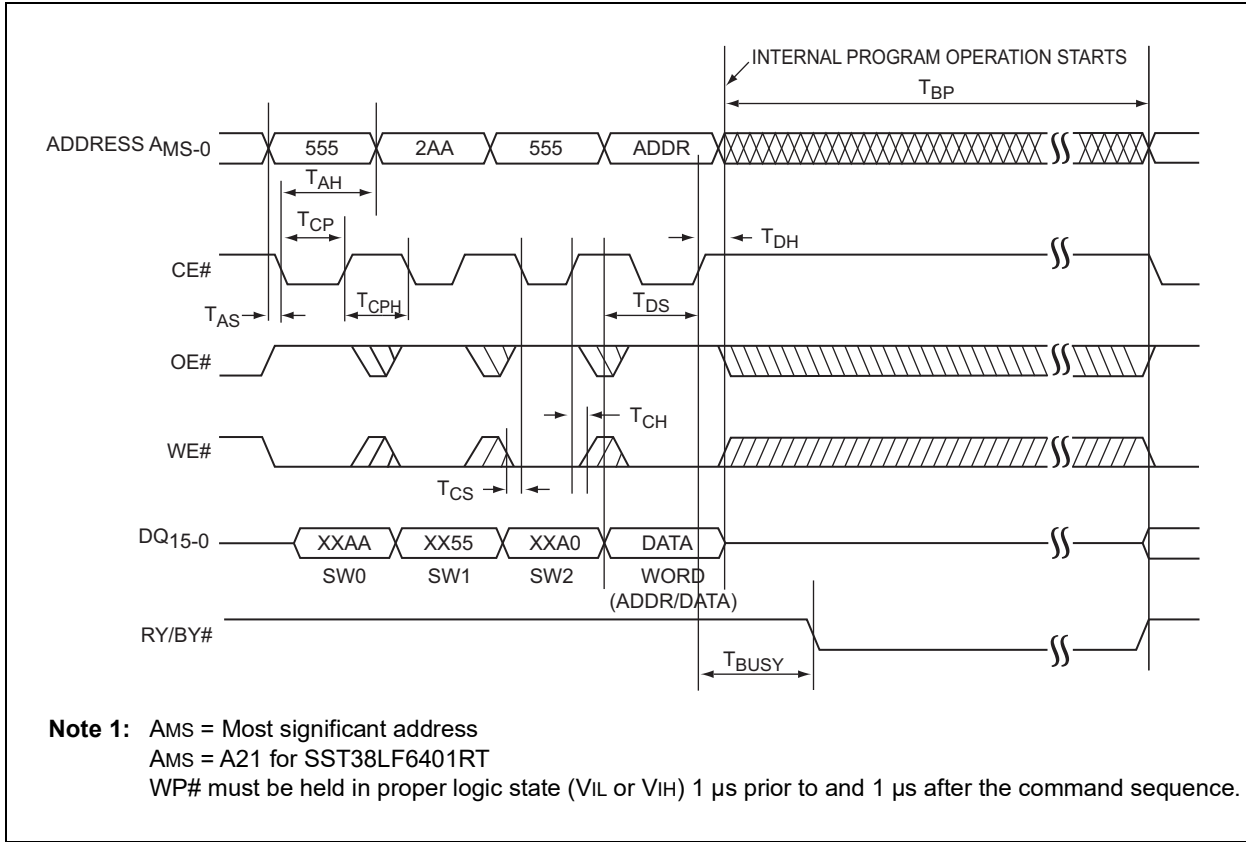 INTERNAL PROGRAM OPERATION STARTS
TBP
ADDRESS AMS-0
555
2AA
555
ADDR
TAH
TCP
TDH
CE#
TCPH
TDS
TAS
OE#
TCH
WE#
TCS
DQ15-0
XXAA
XX55
XXA0
DATA
SW0
SW1
SW2
WORD
(ADDR/DATA)
RY/BY#
TBUSY
Note 1: AMS = Most significant address
AMS = A21 for SST38LF6401RT
WP# must be held in proper logic state (VIL or VIH) 1 µs prior to and 1 µs after the command sequence.